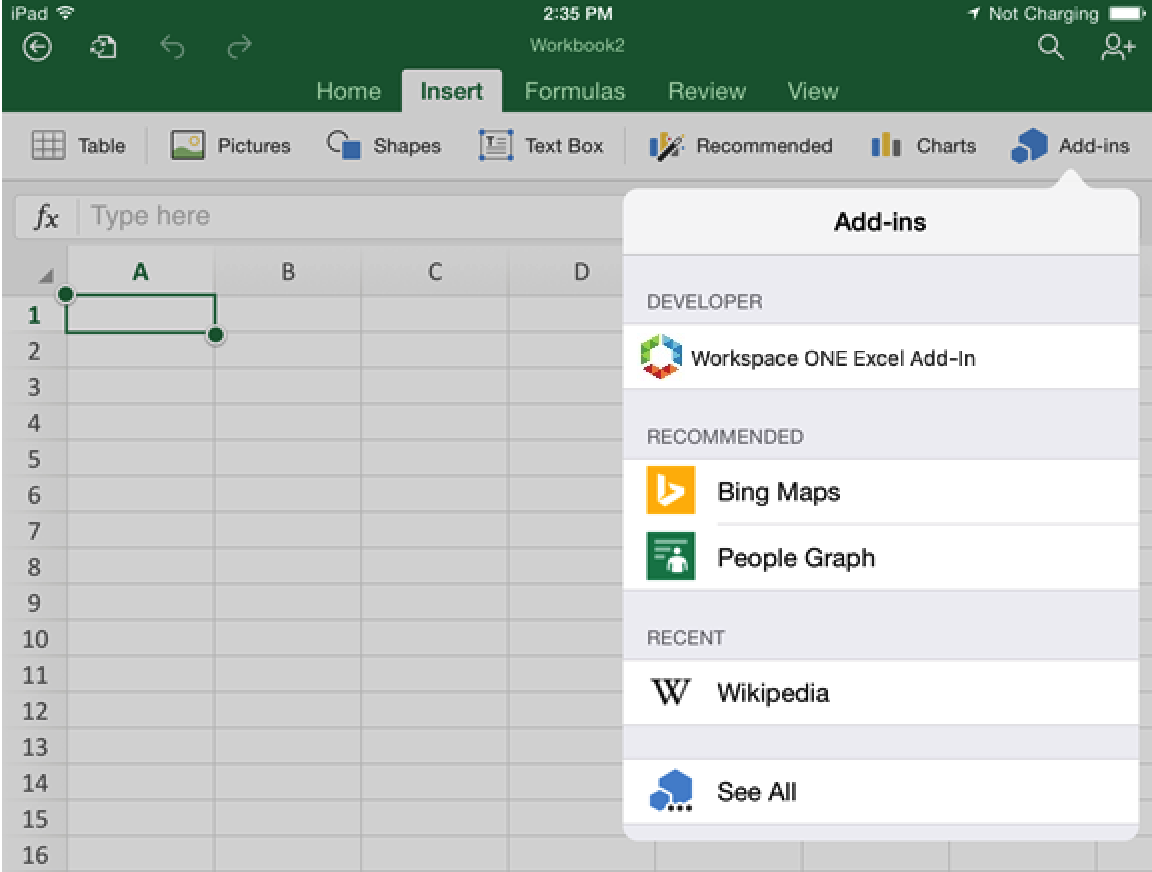 iPad 2:35 PM Not Charging
Workbook2
Home Insert Formulas Review View
Table Pictures Shapes Text Box Recommended Charts Add-ins
fx Type here
Add-ins
A B C D
DEVELOPER
1
Workspace ONE Excel Add-In
2
3
RECOMMENDED
4
5
Bing Maps
6
7
People Graph
8
9
RECENT
10
11
Wikipedia
12
13
See All
14
15
16